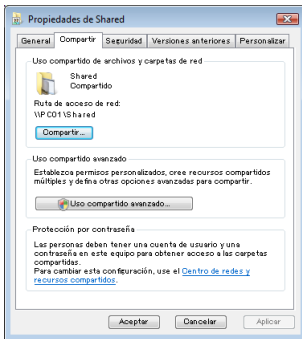 Propiedades de Shared
General Compartir Seguridad Versiones anteriores Personalizar
Uso compartido de archivos y carpetas de red
Shared
Compartido
Ruta de acceso de red:
\\PC01\Shared
Compartir...
Uso compartido avanzado
Establezca permisos personalizados, cree recursos compartidos
múltiples y defina otras opciones avanzadas para compartir.
Uso compartido avanzado...
Protección por contraseña
Las personas deben tener una cuenta de usuario y una
contraseña en este equipo para obtener acceso a las carpetas
compartidas.
Para cambiar esta configuración, use el Centro de redes y
recursos compartidos.
Aceptar Cancelar Aplicar